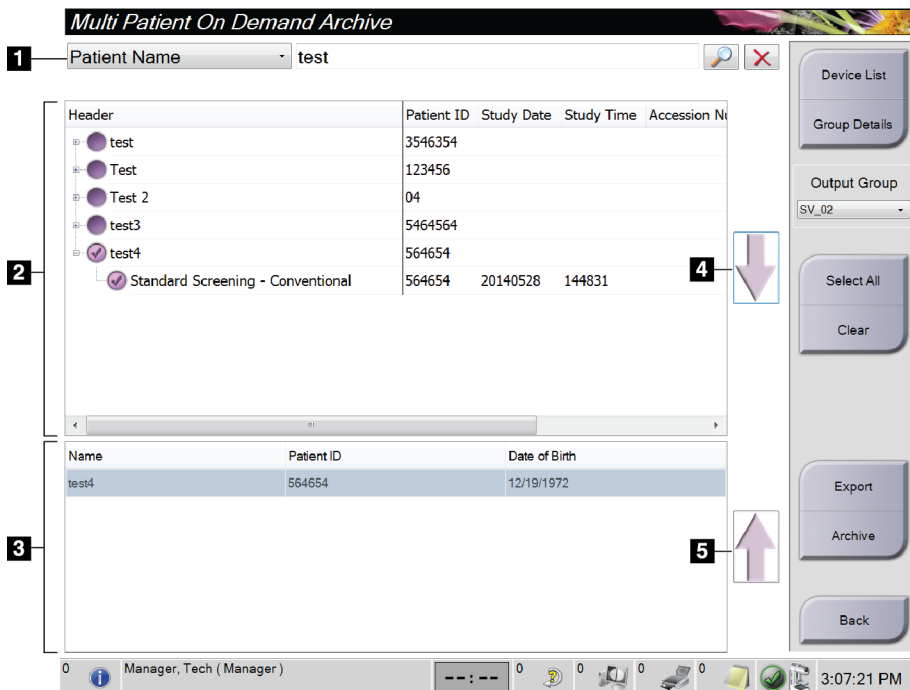 Multi Patient On Demand Archive
1 Patient Name test
Device List
Group Details
Output Group
SV_02
2
Header Patient ID Study Date Study Time Accession Nu
test 3546354
Test 123456
Test 2 04
test3 5464564
test4 564654
Standard Screening - Conventional 564654 20140528 144831
4
Select All
Clear
3
Name Patient ID Date of Birth
test4 564654 12/19/1972
5
Export
Archive
Back
0 Manager, Tech ( Manager ) --:-- 0 0 0 0 3:07:21 PM